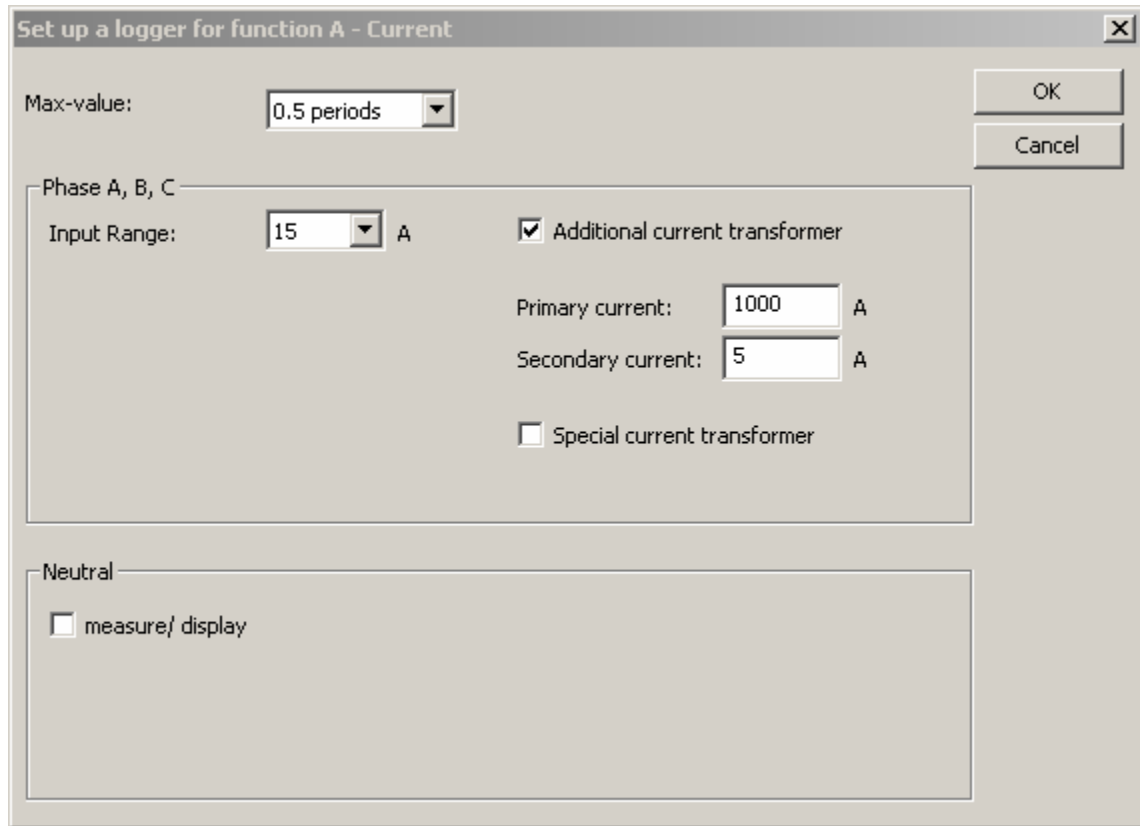 Set up a logger for function A - Current
Max-value: 0.5 periods
OK
Cancel
Phase A, B, C
Input Range: 15 A
Additional current transformer
Primary current: 1000 A
Secondary current: 5 A
Special current transformer
Neutral
measure/ display